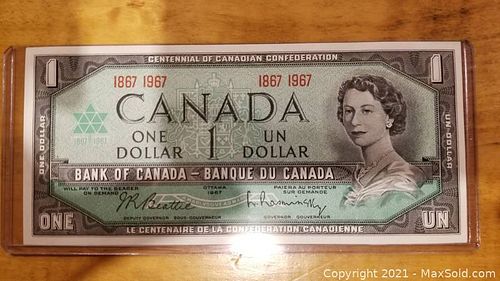 CENTENNIAL OF CANADIAN CONFEDERATION
1 1867 1967 1867 1967 1
CANADA
1867 1967
ONE 1 UN
DOLLAR DOLLAR
ONE DOLLAR
UN DOLLAR
BANK OF CANADA – BANQUE DU CANADA
WILL PAY TO THE BEARER ON DEMAND
OTTAWA 1967
PAIERA AU PORTEUR SUR DEMANDE
J.R. Beattie L. Rasminsky
DEPUTY GOVERNOR SOUS-GOUVERNEUR GOVERNOR GOUVERNEUR
ONE UN
LE CENTENAIRE DE LA CONFÉDÉRATION CANADIENNE
Copyright 2021 - MaxSold.com